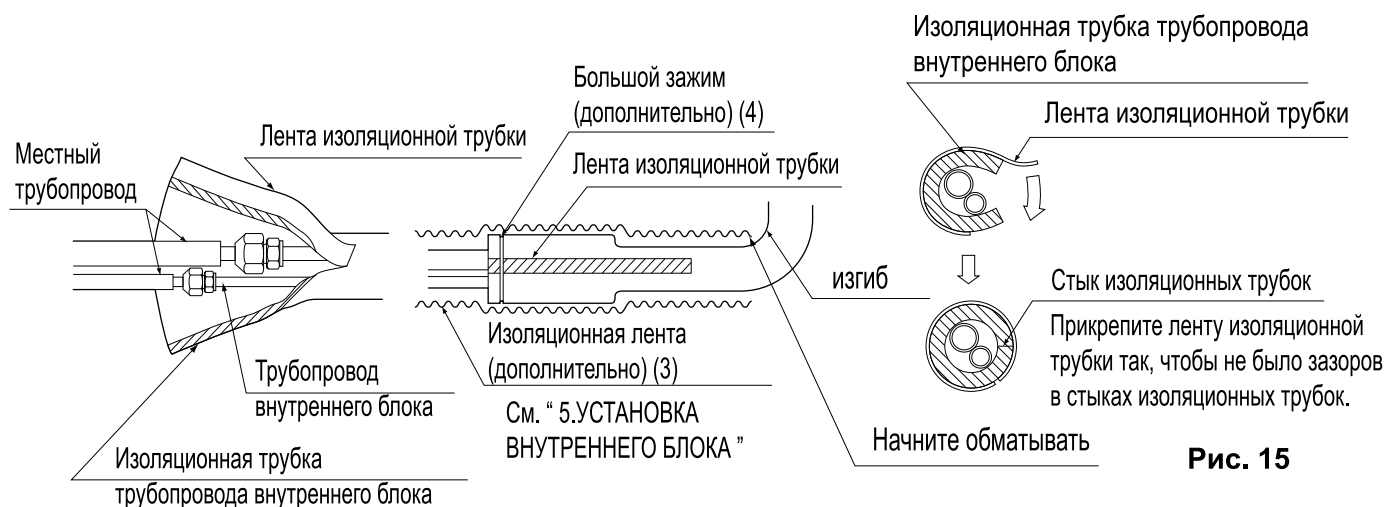 Местный
трубопровод
Лента изоляционной трубки
Большой зажим
(дополнительно) (4)
Лента изоляционной трубки
Изоляционная трубка трубопровода
внутреннего блока
Лента изоляционной трубки
изгиб
Стык изоляционных трубок
Прикрепите ленту изоляционной
трубки так, чтобы не было зазоров
в стыках изоляционных трубок.
Изоляционная лента
(дополнительно) (3)
См. “ 5.УСТАНОВКА
ВНУТРЕННЕГО БЛОКА ”
Трубопровод
внутреннего блока
Начните обматывать
Изоляционная трубка
трубопровода внутреннего блока
Рис. 15